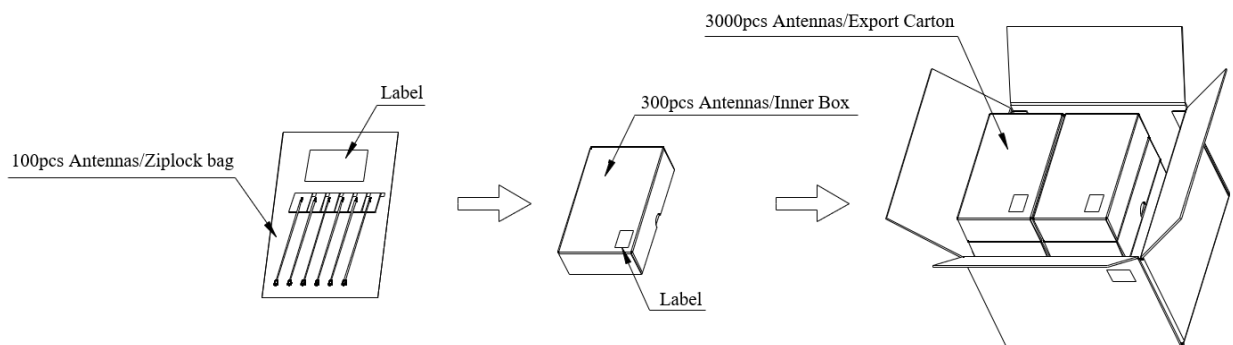 3000pcs Antennas/Export Carton
Label
300pcs Antennas/Inner Box
100pcs Antennas/Ziplock bag
Label